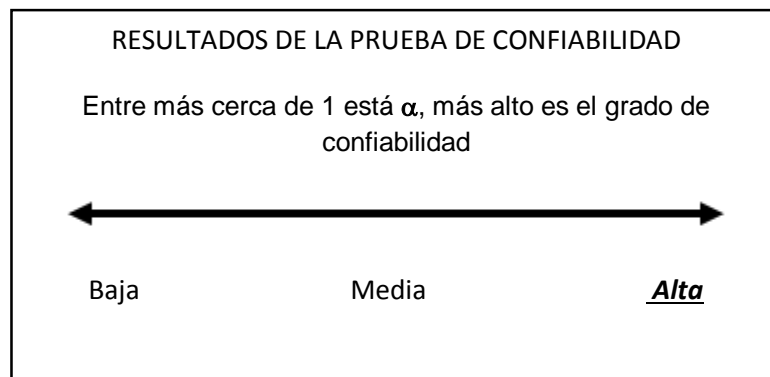 RESULTADOS DE LA PRUEBA DE CONFIABILIDAD
Entre más cerca de 1 está α, más alto es el grado de
confiabilidad
Baja Media Alta